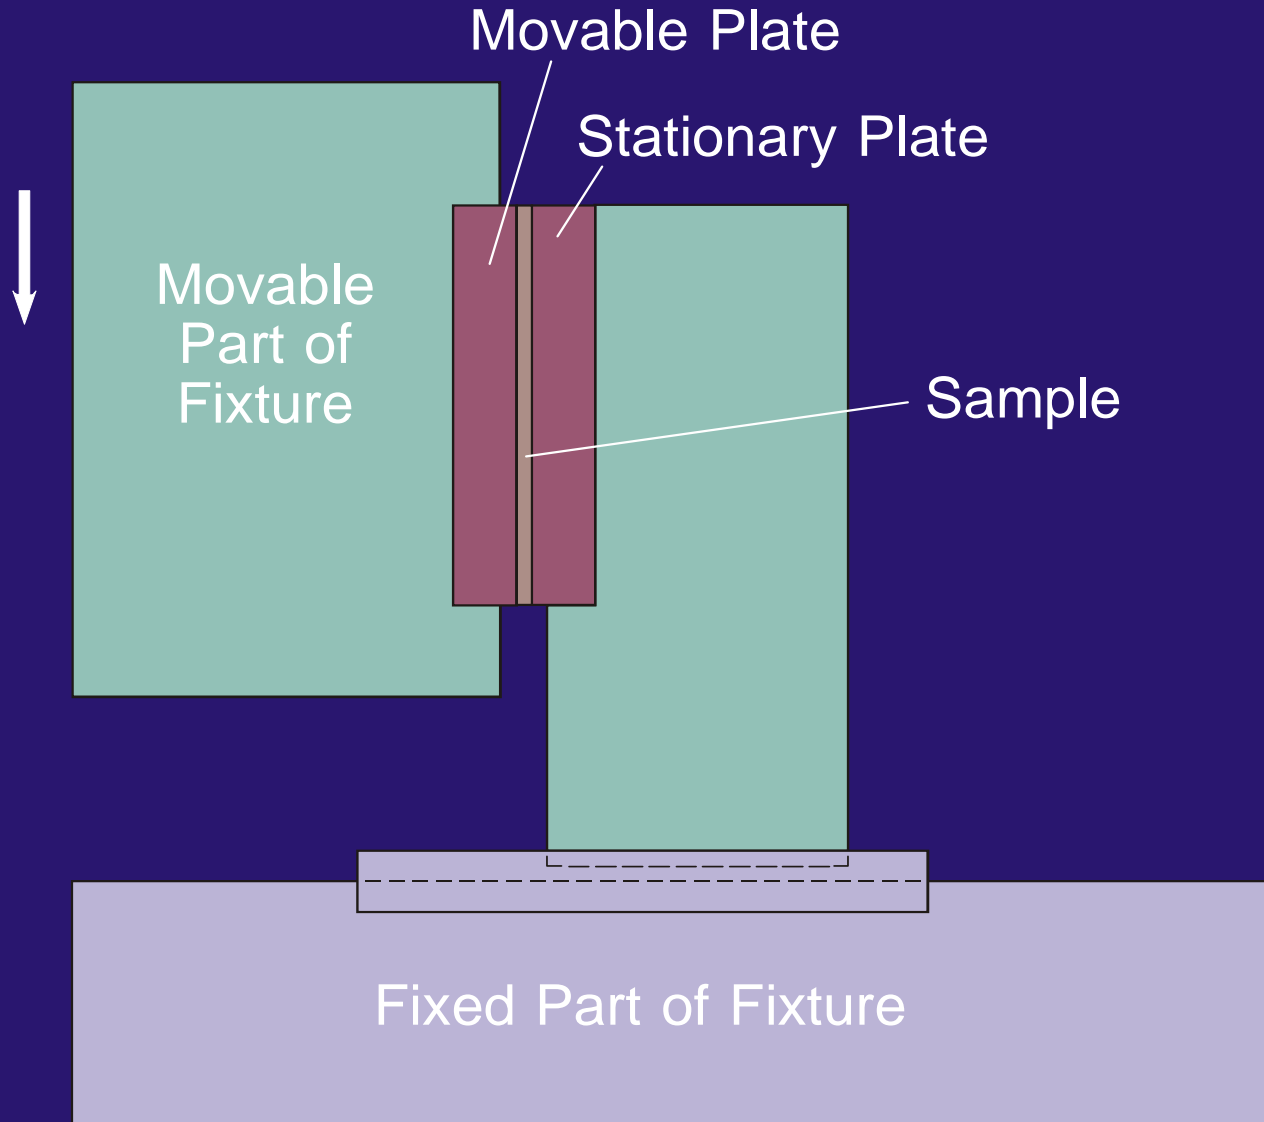 Movable Plate
Stationary Plate
Movable
Part of
Fixture
Sample
Fixed Part of Fixture